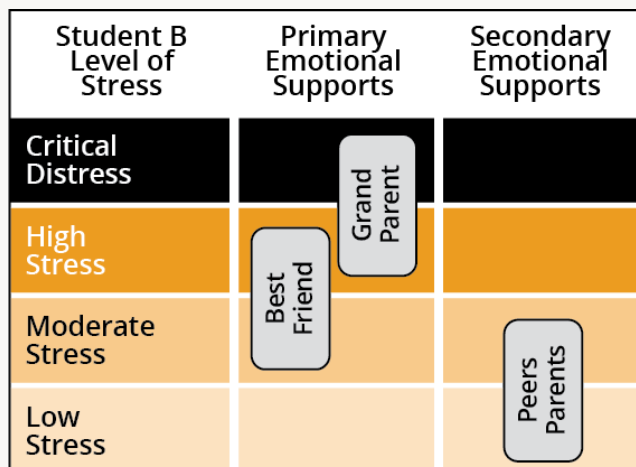 Student B
Level of
Stress
Primary
Emotional
Supports
Secondary
Emotional
Supports
Critical
Distress
Grand
Parent
High
Stress
Best
Friend
Moderate
Stress
Peers
Parents
Low
Stress